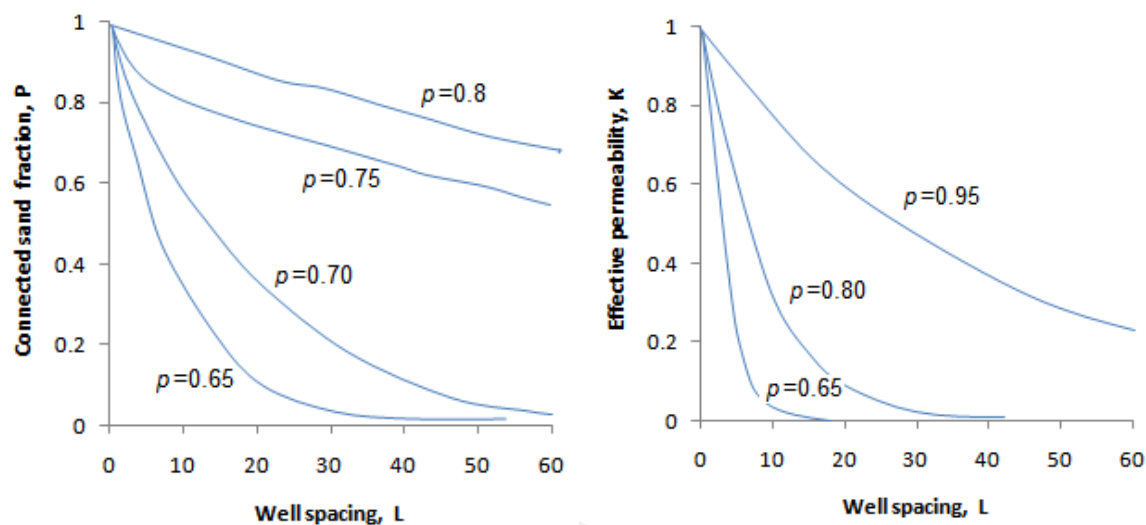 Connected sand fraction, P
1
0.8
0.6
0.4
0.2
0
p=0.8
p=0.75
p=0.70
p=0.65
0 10 20 30 40 50 60
Well spacing, L
Effective permeability, K
1
0.8
0.6
0.4
0.2
0
p=0.95
p=0.80
p=0.65
0 10 20 30 40 50 60
Well spacing, L